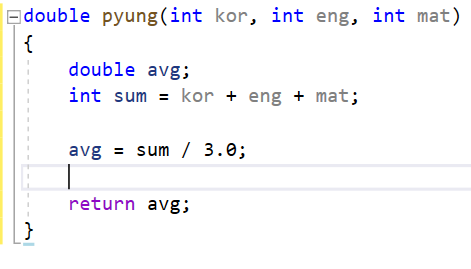 double pyung(int kor, int eng, int mat)
{
    double avg;
    int sum = kor + eng + mat;

    avg = sum / 3.0;

    return avg;
}